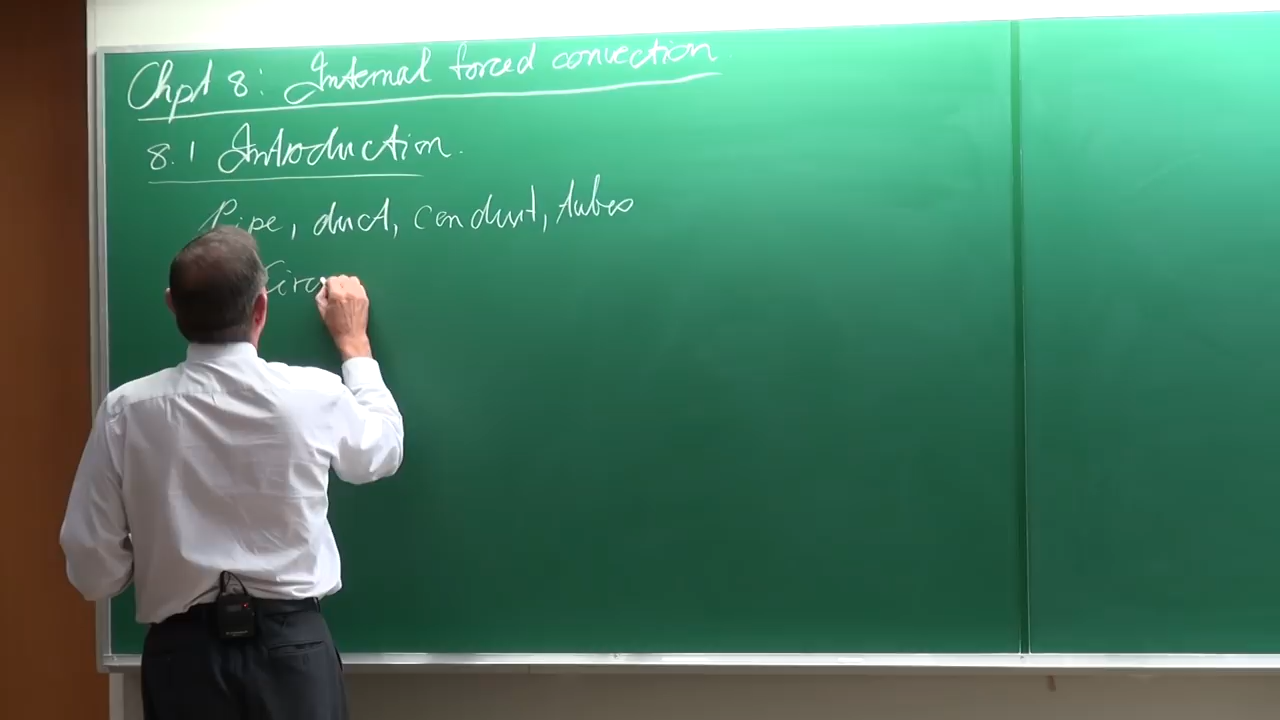 Chpt 8: Internal forced convection
8.1 Introduction.
Pipe, duct, conduit, tubes
Circ